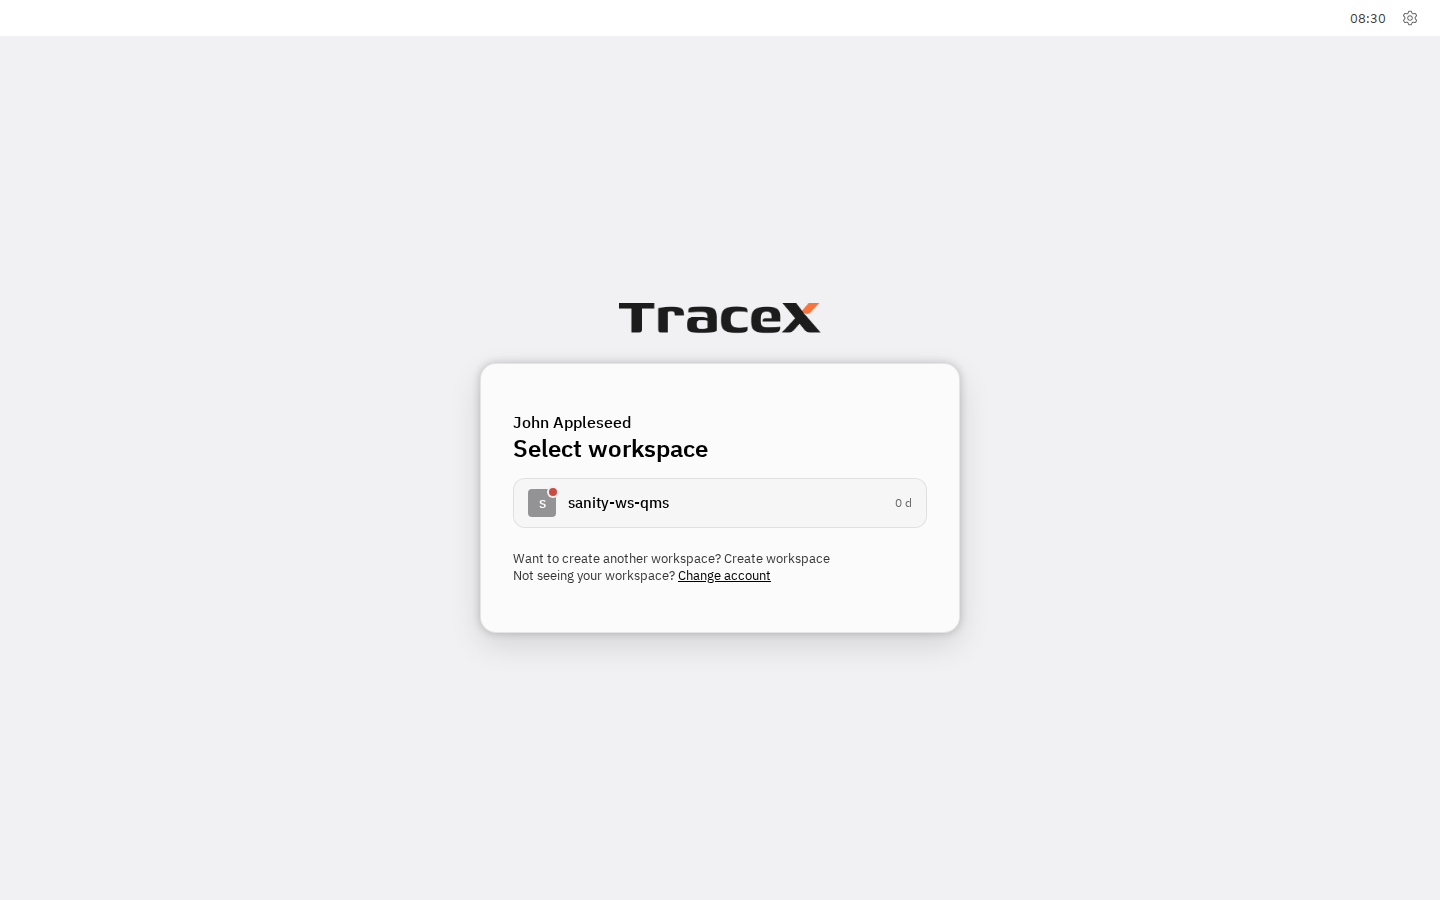 08:30
TraceX
John Appleseed
Select workspace
S
sanity-ws-qms
0 d
Want to create another workspace? Create workspace
Not seeing your workspace? Change account